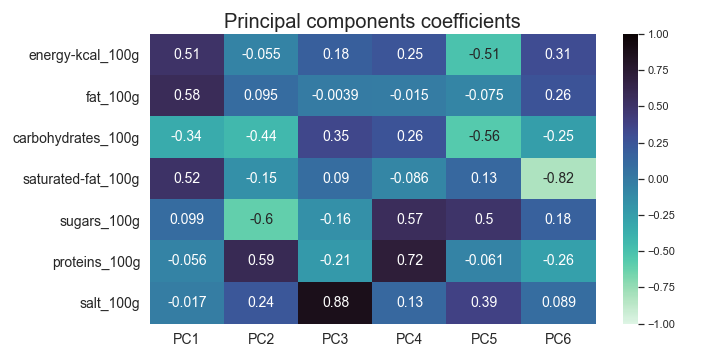 Principal components coefficients
energy-kcal_100g 0.51 -0.055 0.18 0.25 -0.51 0.31
fat_100g 0.58 0.095 -0.0039 -0.015 -0.075 0.26
carbohydrates_100g -0.34 -0.44 0.35 0.26 -0.56 -0.25
saturated-fat_100g 0.52 -0.15 0.09 -0.086 0.13 -0.82
sugars_100g 0.099 -0.6 -0.16 0.57 0.5 0.18
proteins_100g -0.056 0.59 -0.21 0.72 -0.061 -0.26
salt_100g -0.017 0.24 0.88 0.13 0.39 0.089
PC1 PC2 PC3 PC4 PC5 PC6
1.00
0.75
0.50
0.25
0.00
−0.25
−0.50
−0.75
−1.00